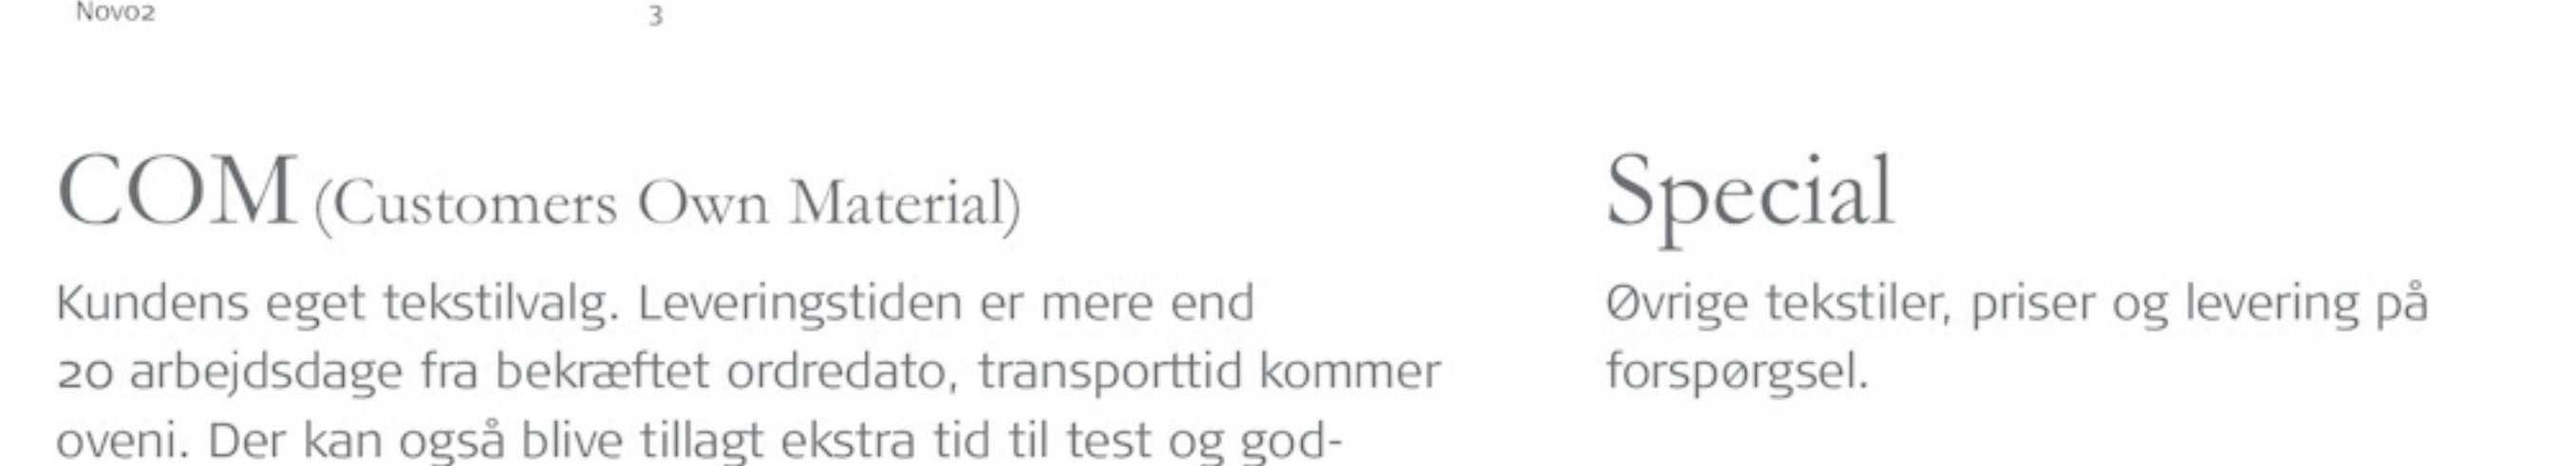 Novo2 3
COM (Customers Own Material)
Kundens eget tekstilvalg. Leveringstiden er mere end
20 arbejdsdage fra bekræftet ordredato, transporttid kommer
oveni. Der kan også blive tillagt ekstra tid til test og god-
Special
Øvrige tekstiler, priser og levering på
forspørgsel.